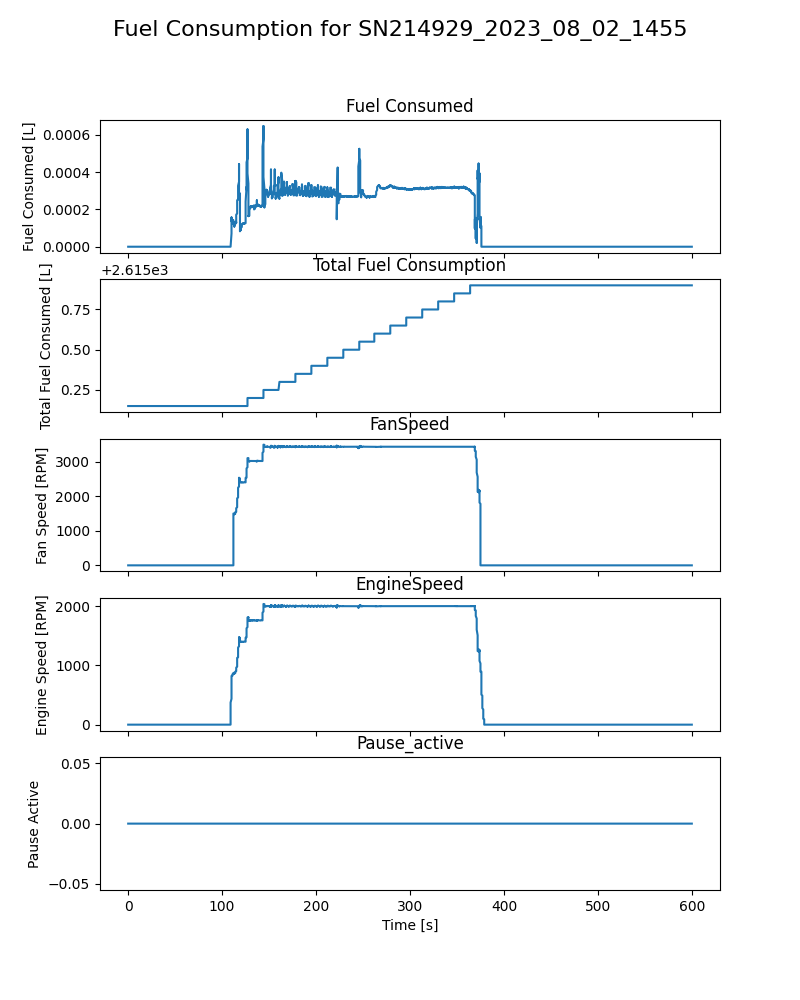 Fuel Consumption for SN214929_2023_08_02_1455
Fuel Consumed
Fuel Consumed [L]
0.0006
0.0004
0.0002
0.0000
Total Fuel Consumption
+2.615e3
Total Fuel Consumed [L]
0.75
0.50
0.25
FanSpeed
Fan Speed [RPM]
3000
2000
1000
0
EngineSpeed
Engine Speed [RPM]
2000
1000
0
Pause_active
Pause Active
0.05
0.00
−0.05
0 100 200 300 400 500 600
Time [s]